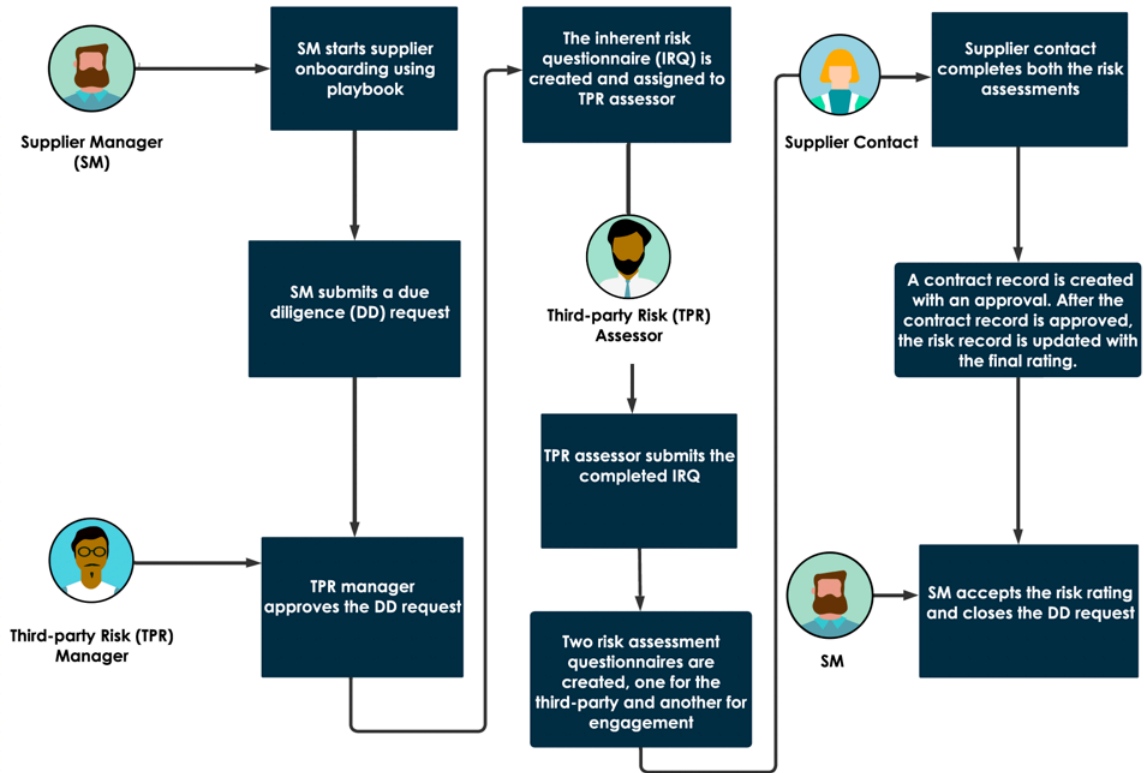 SM starts supplier
onboarding using
playbook
Supplier Manager
(SM)
SM submits a due
diligence (DD) request
TPR manager
approves the DD request
Third-party Risk (TPR)
Manager
The inherent risk
questionnaire (IRQ) is
created and assigned to
TPR assessor
Third-party Risk (TPR)
Assessor
TPR assessor submits the
completed IRQ
Two risk assessment
questionnaires are
created, one for the
third-party and another for
engagement
Supplier contact
completes both the risk
assessments
Supplier Contact
A contract record is created
with an approval. After the
contract record is approved,
the risk record is updated with
the final rating.
SM accepts the risk rating
and closes the DD request
SM